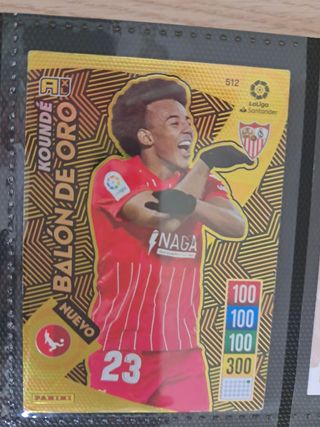 KOUNDÉ
BALÓN DE ORO
NUEVO
512
LaLiga
Santander
NAGA
23
100
100
100
300
PANINI